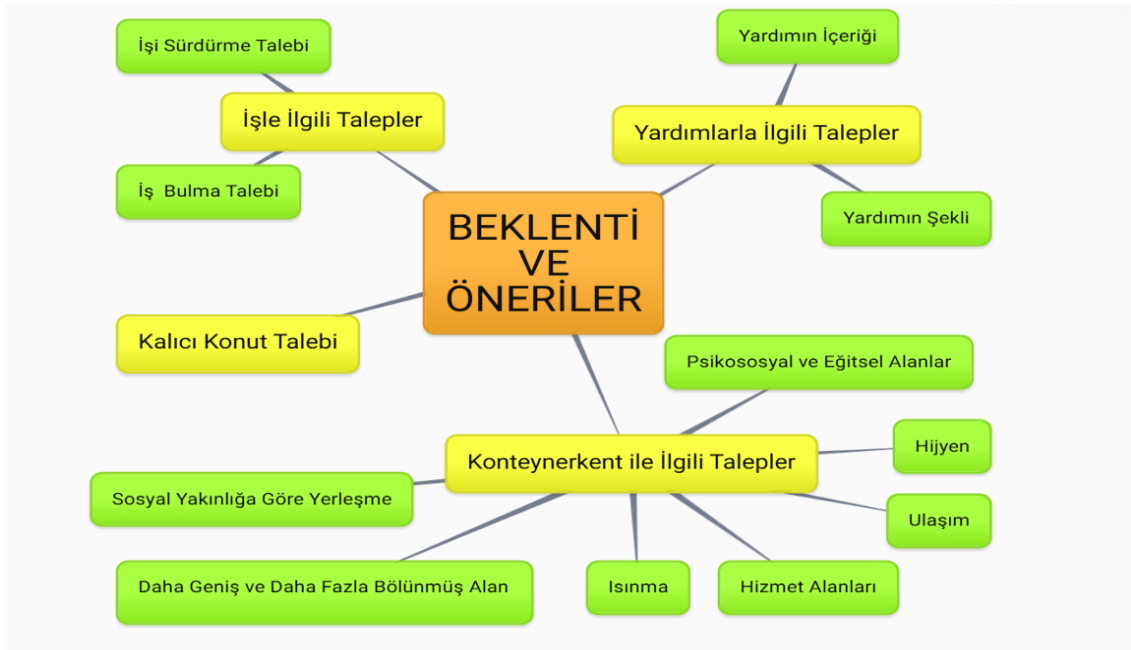 İşi Sürdürme Talebi
Yardımın İçeriği
İşle İlgili Talepler
Yardımlarla İlgili Talepler
İş  Bulma Talebi
Yardımın Şekli
BEKLENTİ
VE
ÖNERİLER
Kalıcı Konut Talebi
Psikososyal ve Eğitsel Alanlar
Hijyen
Konteynerkent ile İlgili Talepler
Sosyal Yakınlığa Göre Yerleşme
Ulaşım
Daha Geniş ve Daha Fazla Bölünmüş Alan
Isınma
Hizmet Alanları